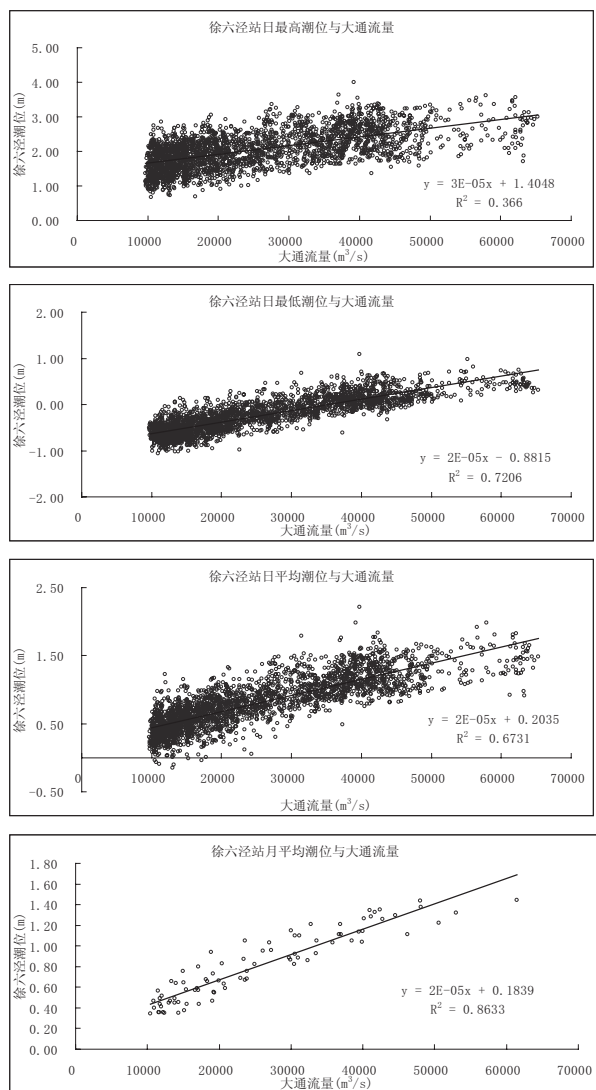 徐六泾站日最高潮位与大通流量
5.00
4.00
3.00
2.00
1.00
0.00
徐六泾潮位(m)
y = 3E-05x + 1.4048
R² = 0.366
0 10000 20000 30000 40000 50000 60000 70000
大通流量(m³/s)
徐六泾站日最低潮位与大通流量
2.00
1.00
0.00
-1.00
-2.00
徐六泾潮位(m)
y = 2E-05x - 0.8815
R² = 0.7206
0 10000 20000 30000 40000 50000 60000 70000
大通流量(m³/s)
徐六泾站日平均潮位与大通流量
2.50
1.50
0.50
-0.50
徐六泾潮位(m)
y = 2E-05x + 0.2035
R² = 0.6731
0 10000 20000 30000 40000 50000 60000 70000
大通流量(m³/s)
徐六泾站月平均潮位与大通流量
1.80
1.60
1.40
1.20
1.00
0.80
0.60
0.40
0.20
0.00
徐六泾潮位(m)
y = 2E-05x + 0.1839
R² = 0.8633
0 10000 20000 30000 40000 50000 60000 70000
大通流量(m³/s)